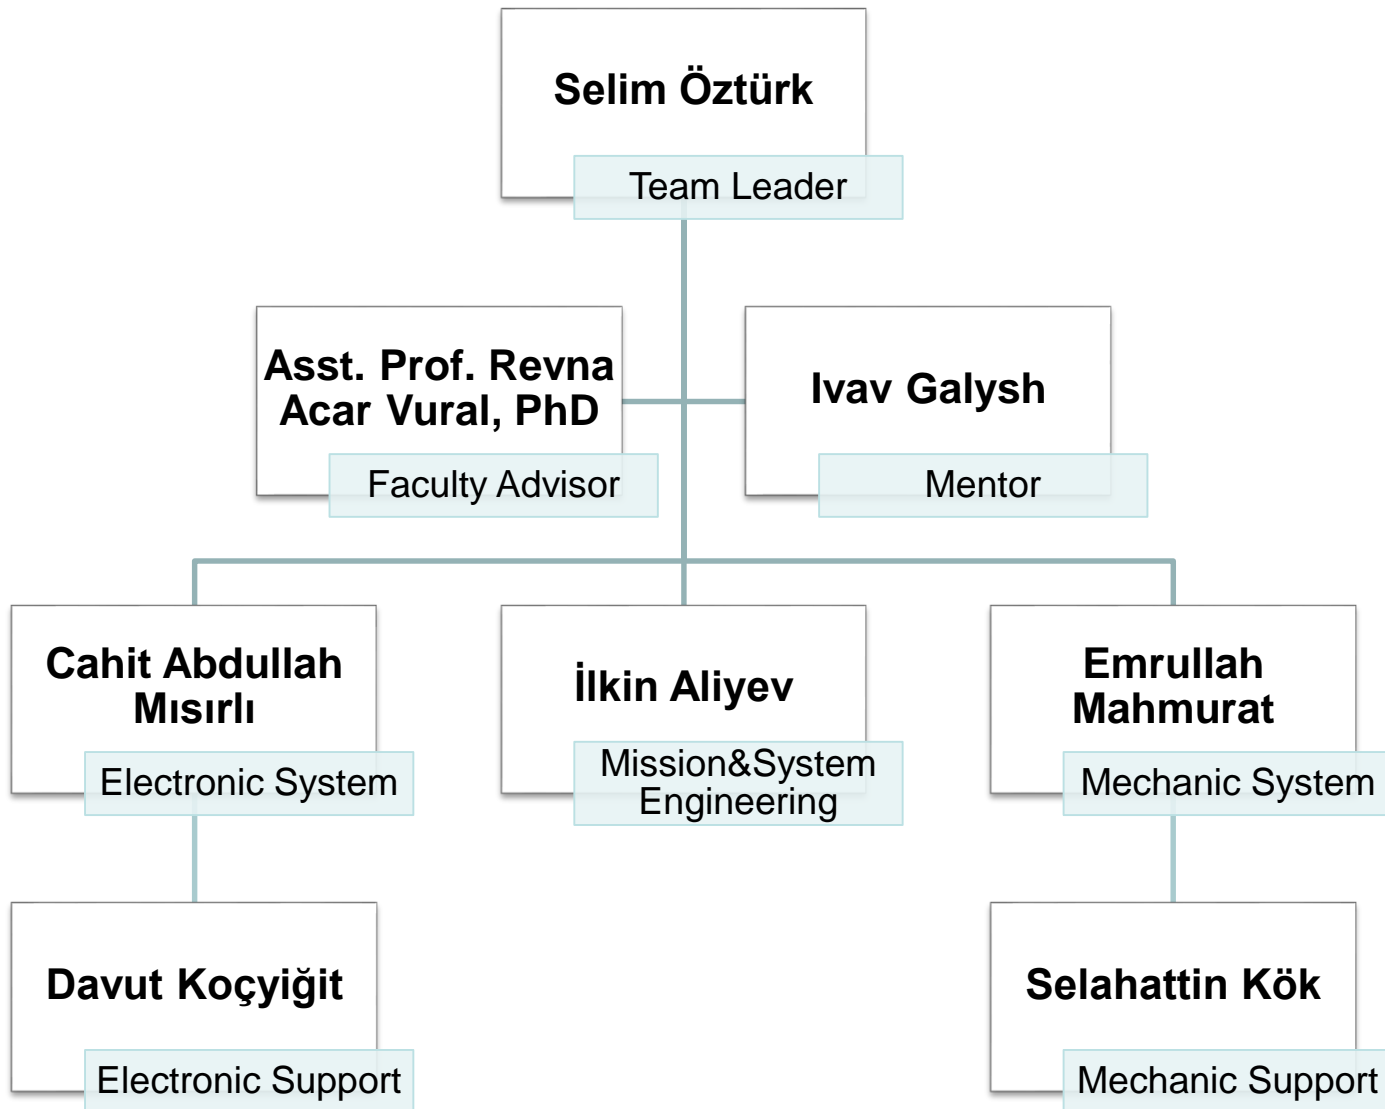 Selim Öztürk
Team Leader
Asst. Prof. Revna
Acar Vural, PhD
Faculty Advisor
Ivav Galysh
Mentor
Cahit Abdullah
Mısırlı
Electronic System
İlkin Aliyev
Mission&System
Engineering
Emrullah
Mahmurat
Mechanic System
Davut Koçyiğit
Electronic Support
Selahattin Kök
Mechanic Support